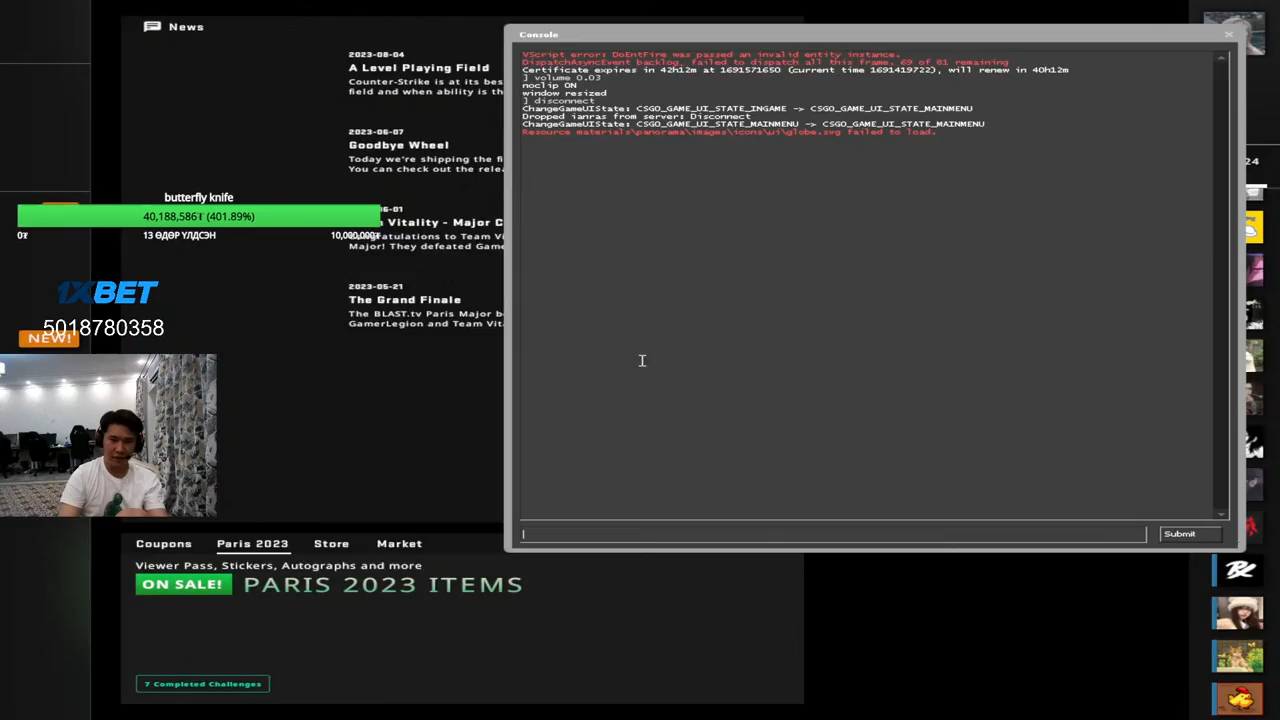 News
2023-08-04
A Level Playing Field
Counter-Strike is at its bes
field and when ability is th
2023-06-07
Goodbye Wheel
Today we're shipping the fi
You can check out the relea
-06-01
Vitality - Major C
ongratulations to Team Vi
Major! They defeated Game
2023-05-21
The Grand Finale
The BLAST.tv Paris Major be
GamerLegion and Team Vita
butterfly knife
40,188,586₮ (401.89%)
0₮
13 ӨДӨР ҮЛДСЭН
10,000,000₮
1XBET
5018780358
NEW!
Console
VScript error: DoEntFire was passed an invalid entity instance.
DispatchAsyncEvent backlog, failed to dispatch all this frame. 69 of 81 remaining
Certificate expires in 42h12m at 1691571650 (current time 1691419722), will renew in 40h12m
] volume 0.03
noclip ON
window resized
] disconnect
ChangeGameUIState: CSGO_GAME_UI_STATE_INGAME -> CSGO_GAME_UI_STATE_MAINMENU
Dropped ianras from server: Disconnect
ChangeGameUIState: CSGO_GAME_UI_STATE_MAINMENU -> CSGO_GAME_UI_STATE_MAINMENU
Resource materials\panorama\images\icons\ui\globe.svg failed to load.
Submit
24
Coupons
Paris 2023
Store
Market
Viewer Pass, Stickers, Autographs and more
ON SALE!
PARIS 2023 ITEMS
7 Completed Challenges